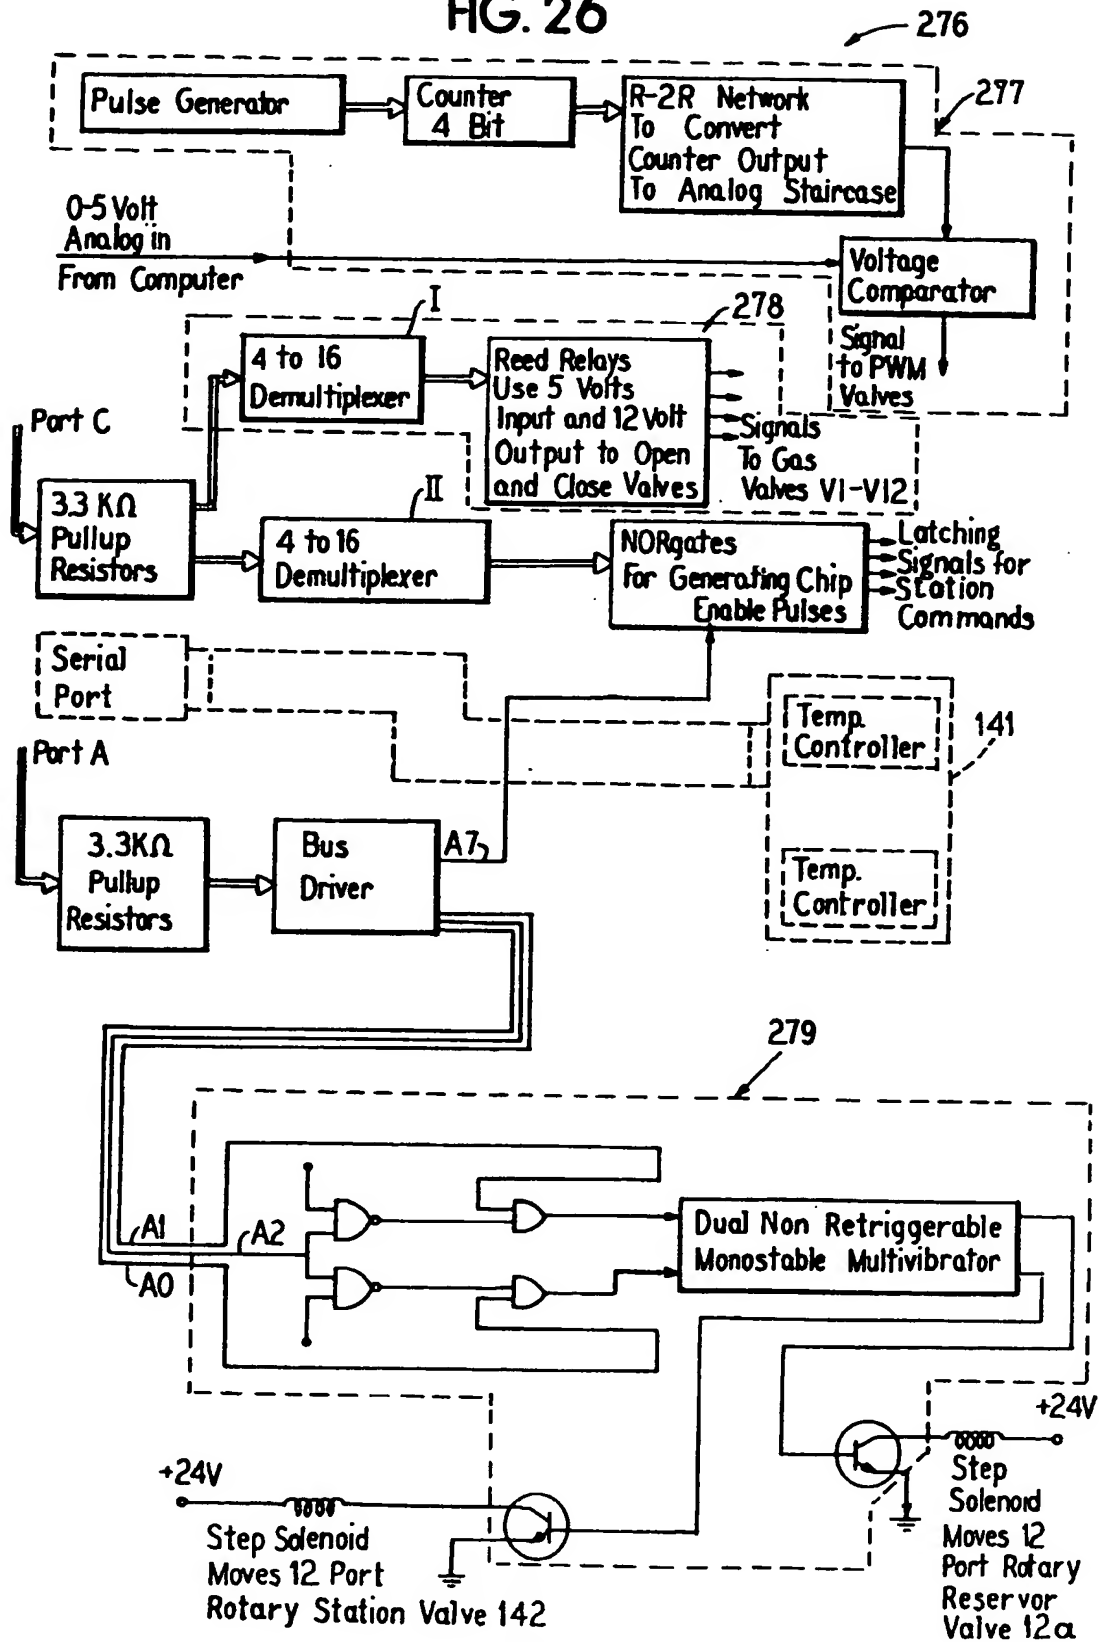 FIG. 26
276
277
Pulse Generator
Counter
4 Bit
R-2R Network
To Convert
Counter Output
To Analog Staircase
0-5 Volt
Analog in
From Computer
Voltage
Comparator
Signal
to PWM
Valves
I
278
4 to 16
Demultiplexer
Reed Relays
Use 5 Volts
Input and 12 Volt
Output to Open
and Close Valves
Signals
To Gas
Valves V1-V12
Port C
3.3 KΩ
Pullup
Resistors
II
4 to 16
Demultiplexer
NORgates
For Generating Chip
Enable Pulses
Latching
Signals for
Station
Commands
Serial
Port
Temp.
Controller
141
Port A
3.3KΩ
Pullup
Resistors
Bus
Driver
A7
Temp.
Controller
279
A1
A2
A0
Dual Non Retriggerable
Monostable Multivibrator
+24V
Step
Solenoid
Moves 12
Port Rotary
Reservor
Valve 12a
+24V
Step Solenoid
Moves 12 Port
Rotary Station Valve 142